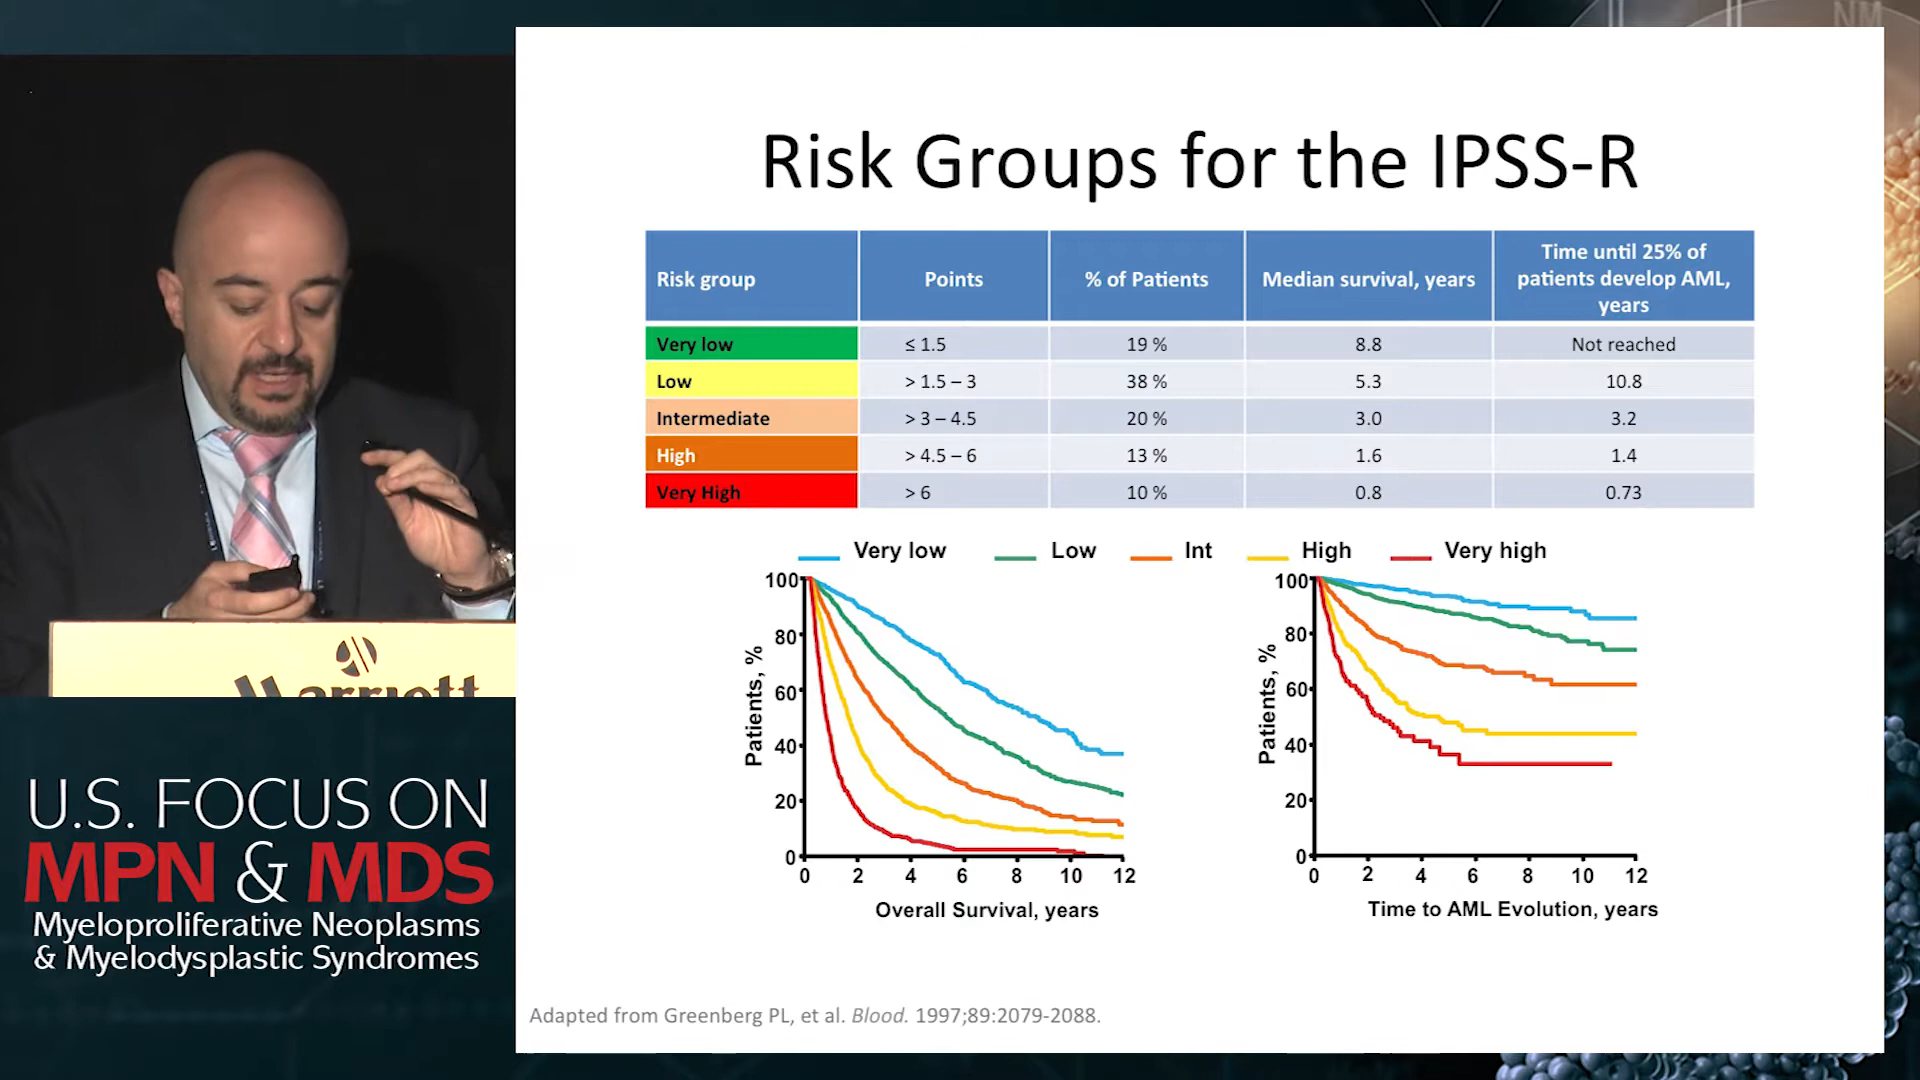 NM
Risk Groups for the IPSS-R
Risk group Points % of Patients Median survival, years Time until 25% of patients develop AML, years
Very low ≤ 1.5 19 % 8.8 Not reached
Low > 1.5 – 3 38 % 5.3 10.8
Intermediate > 3 – 4.5 20 % 3.0 3.2
High > 4.5 – 6 13 % 1.6 1.4
Very High > 6 10 % 0.8 0.73
Very low Low Int High Very high
100
80
60
40
20
0
Patients, %
0 2 4 6 8 10 12
Overall Survival, years
100
80
60
40
20
0
Patients, %
0 2 4 6 8 10 12
Time to AML Evolution, years
Adapted from Greenberg PL, et al. Blood. 1997;89:2079-2088.
Marriott
U.S. FOCUS ON
MPN & MDS
Myeloproliferative Neoplasms
& Myelodysplastic Syndromes